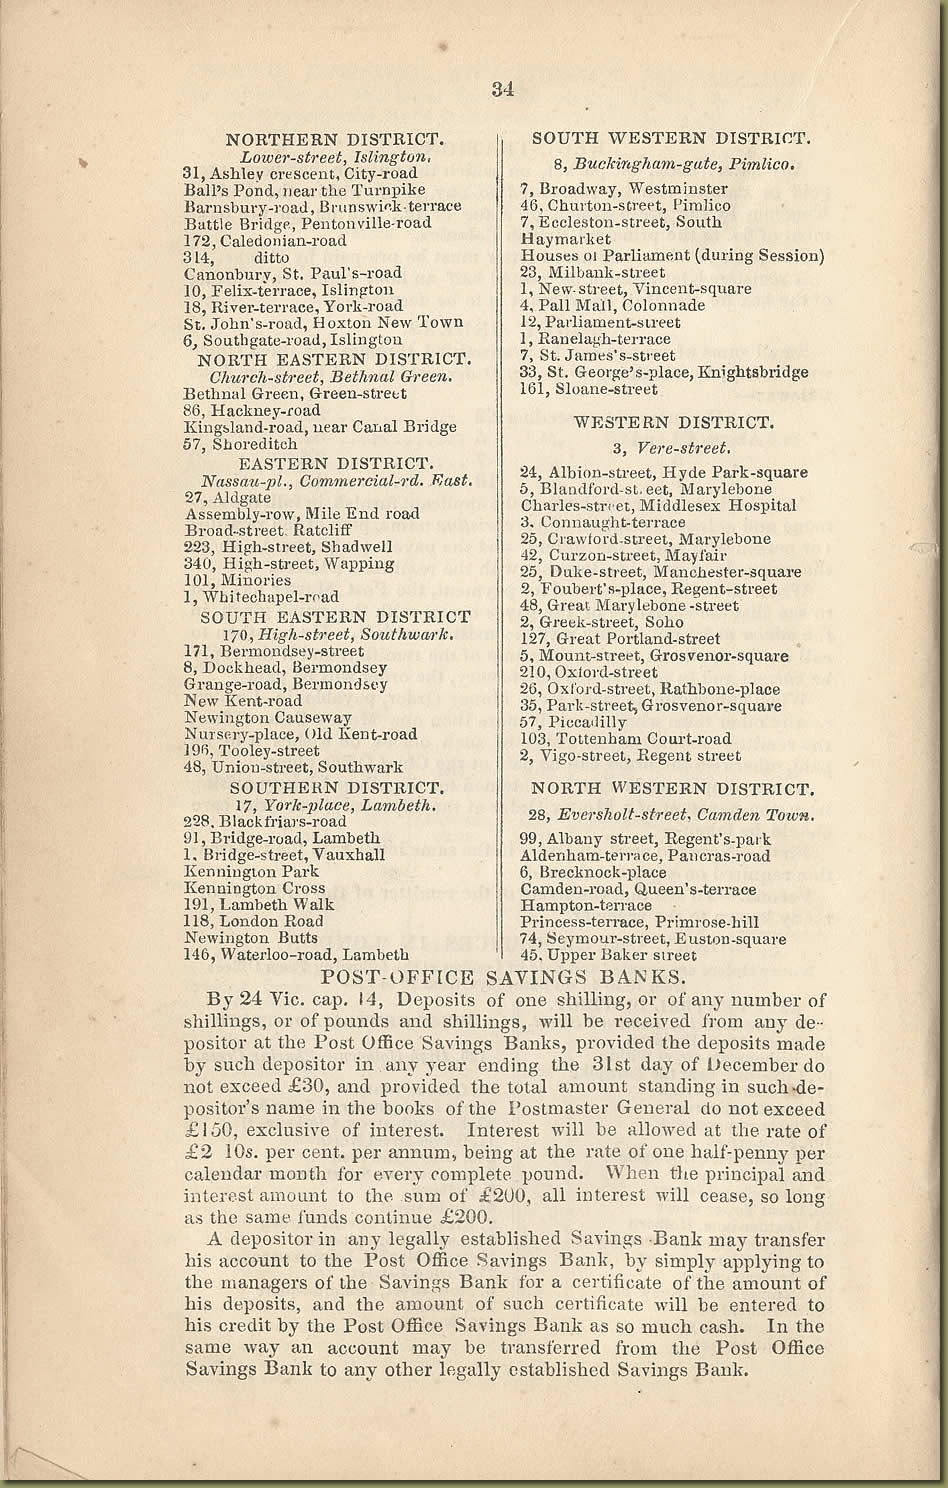 34
NORTHERN DISTRICT.
Lower-street, Islington.
31, Ashley crescent, City-road
Ball's Pond, near the Turnpike
Barnsbury-road, Brunswick-terrace
Battle Bridge, Pentonville-road
172, Caledonian-road
314, ditto
Canonbury, St. Paul's-road
10, Felix-terrace, Islington
18, River-terrace, York-road
St. John's-road, Hoxton New Town
6, Southgate-road, Islington
NORTH EASTERN DISTRICT.
Church-street, Bethnal Green.
Bethnal Green, Green-street
86, Hackney-road
Kingsland-road, near Canal Bridge
57, Shoreditch
EASTERN DISTRICT.
Nassau-pl., Commercial-rd. East.
27, Aldgate
Assembly-row, Mile End road
Broad-street, Ratcliff
223, High-street, Shadwell
340, High-street, Wapping
101, Minories
1, Whitechapel-road
SOUTH EASTERN DISTRICT
170, High-street, Southwark.
171, Bermondsey-street
8, Dockhead, Bermondsey
Grange-road, Bermondsey
New Kent-road
Newington Causeway
Nursery-place, Old Kent-road
196, Tooley-street
48, Union-street, Southwark
SOUTHERN DISTRICT.
17, York-place, Lambeth.
228, Blackfriars-road
91, Bridge-road, Lambeth
1, Bridge-street, Vauxhall
Kennington Park
Kennington Cross
191, Lambeth Walk
118, London Road
Newington Butts
146, Waterloo-road, Lambeth
SOUTH WESTERN DISTRICT.
8, Buckingham-gate, Pimlico.
7, Broadway, Westminster
46, Churton-street, Pimlico
7, Eccleston-street, South
Haymarket
Houses of Parliament (during Session)
23, Milbank-street
1, New-street, Vincent-square
4, Pall Mall, Colonnade
12, Parliament-street
1, Ranelagh-terrace
7, St. James's-street
33, St. George's-place, Knightsbridge
161, Sloane-street
WESTERN DISTRICT.
3, Vere-street.
24, Albion-street, Hyde Park-square
5, Blandford-street, Marylebone
Charles-street, Middlesex Hospital
3, Connaught-terrace
25, Crawford-street, Marylebone
42, Curzon-street, Mayfair
25, Duke-street, Manchester-square
2, Foubert's-place, Regent-street
48, Great Marylebone-street
2, Greek-street, Soho
127, Great Portland-street
5, Mount-street, Grosvenor-square
210, Oxford-street
26, Oxford-street, Rathbone-place
35, Park-street, Grosvenor-square
57, Piccadilly
103, Tottenham Court-road
2, Vigo-street, Regent street
NORTH WESTERN DISTRICT.
28, Eversholt-street, Camden Town.
99, Albany street, Regent's-park
Aldenham-terrace, Pancras-road
6, Brecknock-place
Camden-road, Queen's-terrace
Hampton-terrace
Princess-terrace, Primrose-hill
74, Seymour-street, Euston-square
45, Upper Baker street
POST-OFFICE SAVINGS BANKS.
By 24 Vic. cap. 14, Deposits of one shilling, or of any number of
shillings, or of pounds and shillings, will be received from any de-
positor at the Post Office Savings Banks, provided the deposits made
by such depositor in any year ending the 31st day of December do
not exceed £30, and provided the total amount standing in such de-
positor's name in the books of the Postmaster General do not exceed
£150, exclusive of interest. Interest will be allowed at the rate of
£2 10s. per cent. per annum, being at the rate of one half-penny per
calendar month for every complete pound. When the principal and
interest amount to the sum of £200, all interest will cease, so long
as the same funds continue £200.
A depositor in any legally established Savings Bank may transfer
his account to the Post Office Savings Bank, by simply applying to
the managers of the Savings Bank for a certificate of the amount of
his deposits, and the amount of such certificate will be entered to
his credit by the Post Office Savings Bank as so much cash. In the
same way an account may be transferred from the Post Office
Savings Bank to any other legally established Savings Bank.